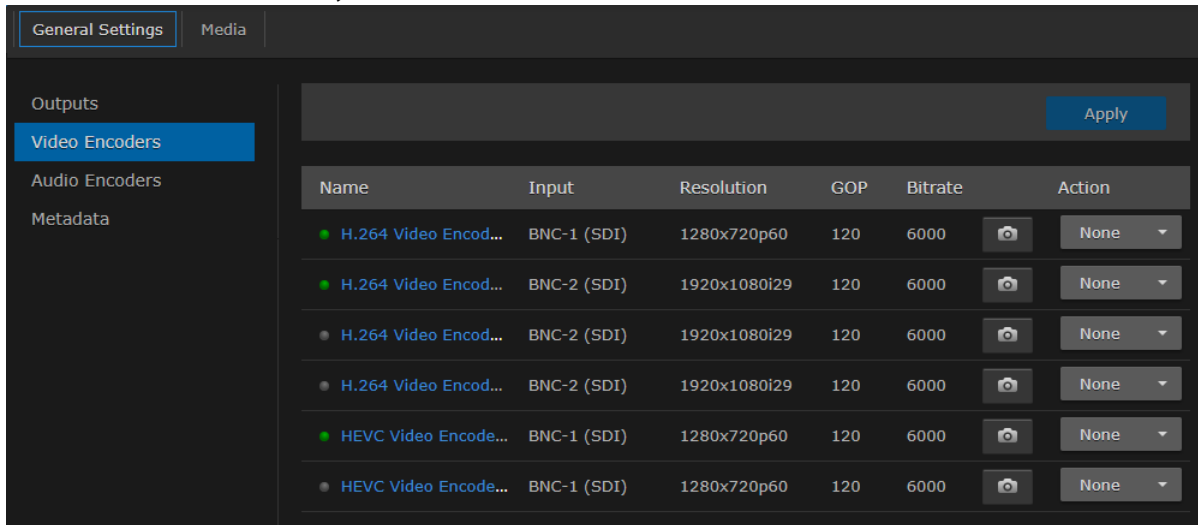 General Settings Media
Outputs
Video Encoders
Audio Encoders
Metadata
Apply
Name Input Resolution GOP Bitrate Action
H.264 Video Encod... BNC-1 (SDI) 1280x720p60 120 6000 None
H.264 Video Encod... BNC-2 (SDI) 1920x1080i29 120 6000 None
H.264 Video Encod... BNC-2 (SDI) 1920x1080i29 120 6000 None
H.264 Video Encod... BNC-2 (SDI) 1920x1080i29 120 6000 None
HEVC Video Encode... BNC-1 (SDI) 1280x720p60 120 6000 None
HEVC Video Encode... BNC-1 (SDI) 1280x720p60 120 6000 None